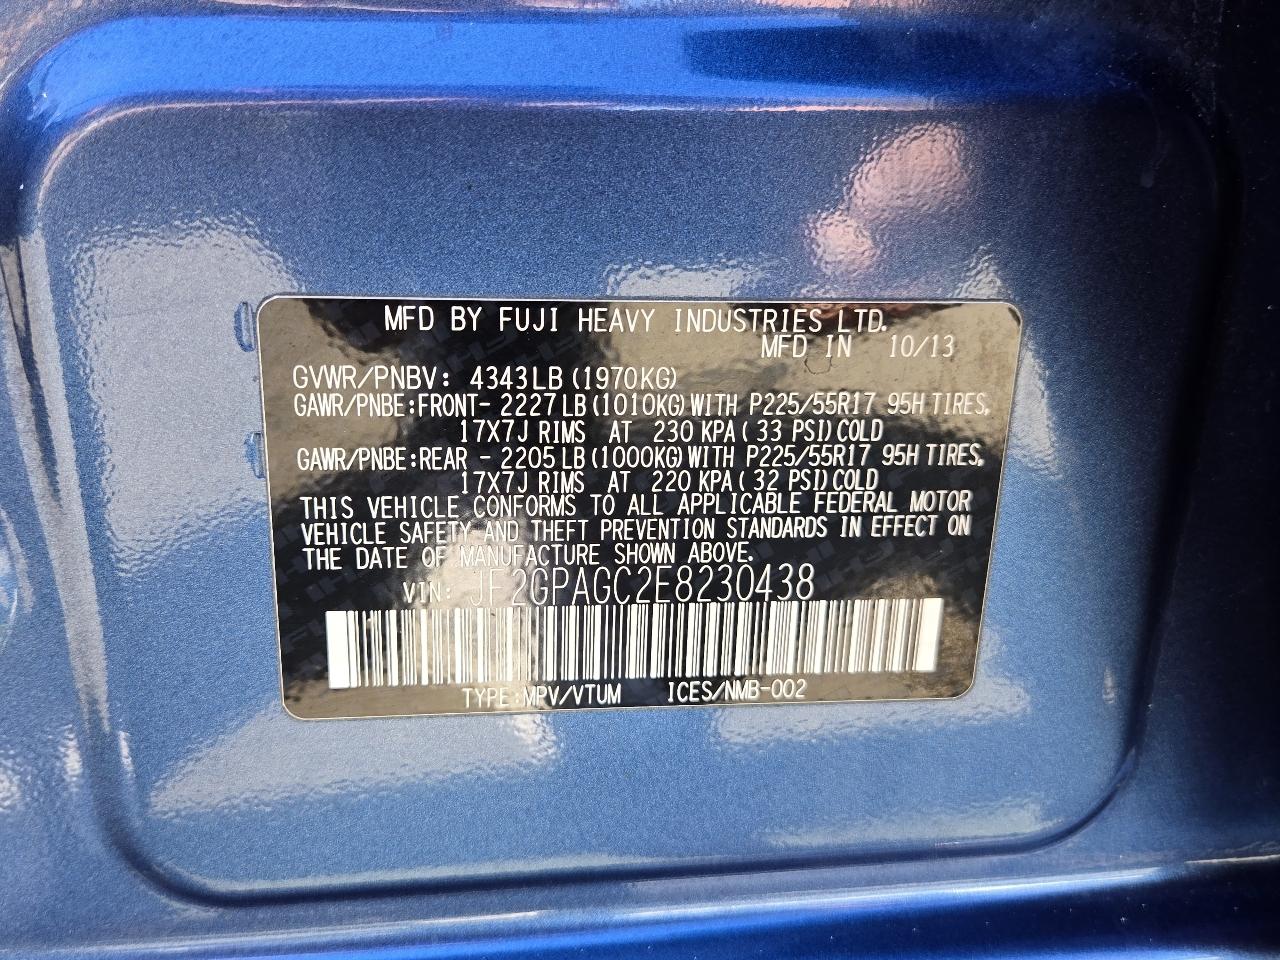 MFD BY FUJI HEAVY INDUSTRIES LTD.
MFD IN 10/13
GVWR/PNBV: 4343LB (1970KG)
GAWR/PNBE:FRONT- 2227LB (1010KG) WITH P225/55R17 95H TIRES,
17X7J RIMS AT 230 KPA ( 33 PSI) COLD
GAWR/PNBE:REAR - 2205LB (1000KG) WITH P225/55R17 95H TIRES,
17X7J RIMS AT 220 KPA ( 32 PSI) COLD
THIS VEHICLE CONFORMS TO ALL APPLICABLE FEDERAL MOTOR
VEHICLE SAFETY AND THEFT PREVENTION STANDARDS IN EFFECT ON
THE DATE OF MANUFACTURE SHOWN ABOVE.
VIN: JF2GPAGC2E8230438
TYPE:MPV/VTUM ICES/NMB-002